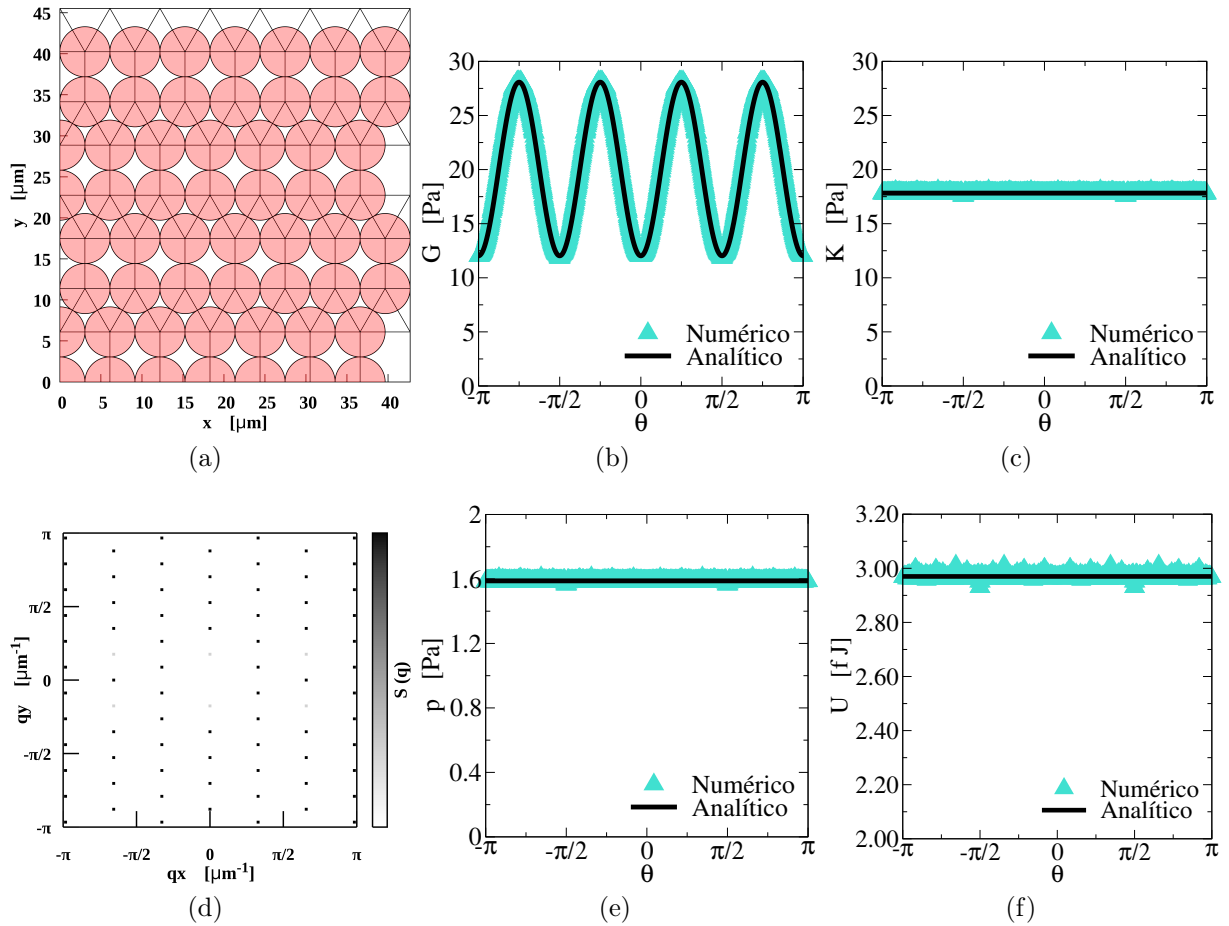 45
40
35
30
25
20
15
10
5
0
y [μm]
0 5 10 15 20 25 30 35 40
x [μm]
(a)
30
25
20
15
10
5
0
G [Pa]
Numérico
Analítico
-π -π/2 0 π/2 π
θ
(b)
30
25
20
15
10
5
0
K [Pa]
Numérico
Analítico
-π -π/2 0 π/2 π
θ
(c)
π
π/2
0
-π/2
-π
qy [μm-1]
-π -π/2 0 π/2 π
qx [μm-1]
S (q)
(d)
2
1.6
1.2
0.8
0.4
0
p [Pa]
Numérico
Analítico
-π -π/2 0 π/2 π
θ
(e)
3.20
3.00
2.80
2.60
2.40
2.20
2.00
U [f J]
Numérico
Analítico
-π -π/2 0 π/2 π
θ
(f)